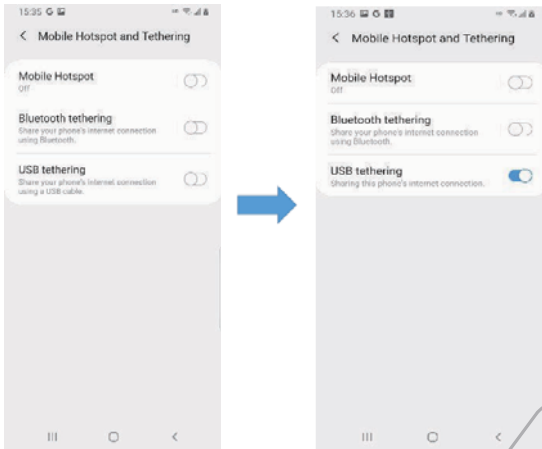 15:35 G
Mobile Hotspot and Tethering
Mobile Hotspot
Off
Bluetooth tethering
Share your phone's internet connection
using Bluetooth.
USB tethering
Share your phone's internet connection
using a USB cable.
15:36 G
Mobile Hotspot and Tethering
Mobile Hotspot
Off
Bluetooth tethering
Share your phone's internet connection
using Bluetooth.
USB tethering
Sharing this phone's internet connection.